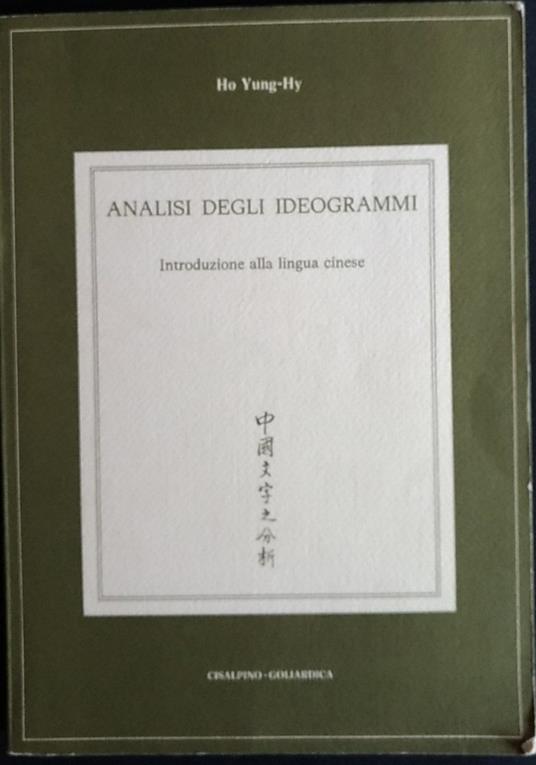 Ho Yung-Hy
ANALISI DEGLI IDEOGRAMMI
Introduzione alla lingua cinese
中國文字之分析
CISALPINO-GOLIARDICA